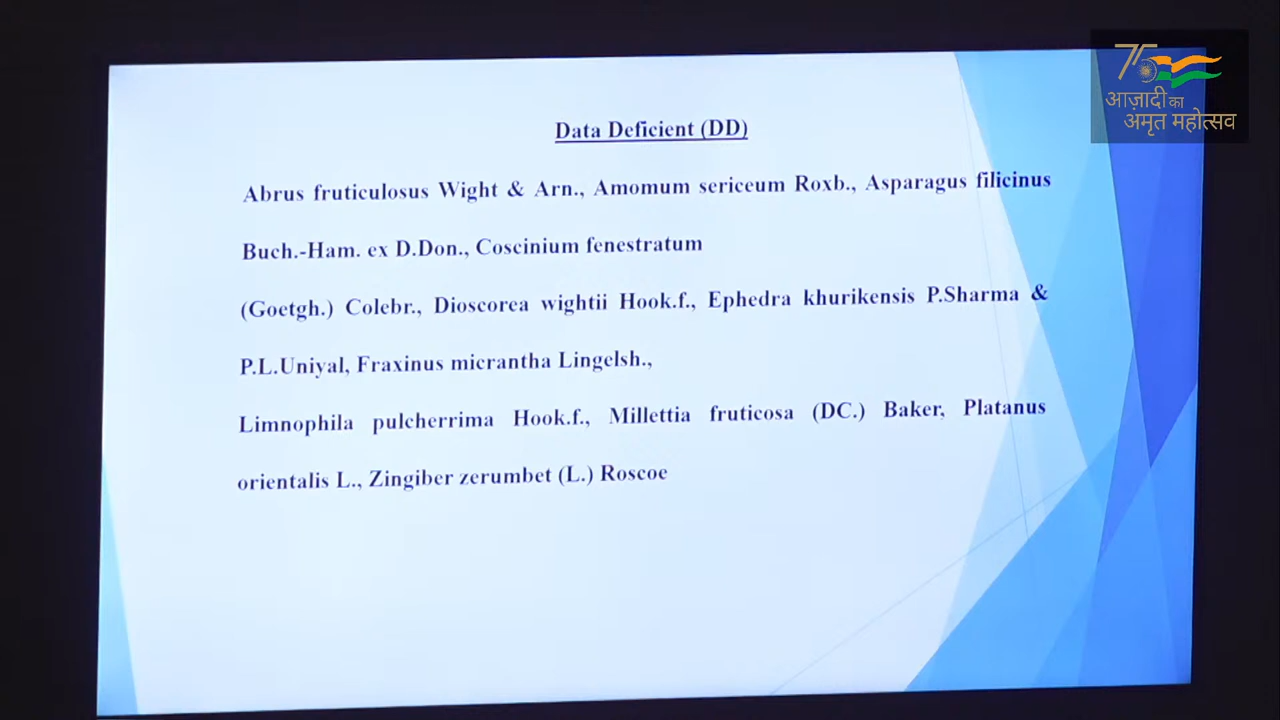 75
आज़ादी का
अमृत महोत्सव
Data Deficient (DD)
Abrus fruticulosus Wight & Arn., Amomum sericeum Roxb., Asparagus filicinus
Buch.-Ham. ex D.Don., Coscinium fenestratum
(Goetgh.) Colebr., Dioscorea wightii Hook.f., Ephedra khurikensis P.Sharma &
P.L.Uniyal, Fraxinus micrantha Lingelsh.,
Limnophila pulcherrima Hook.f., Millettia fruticosa (DC.) Baker, Platanus
orientalis L., Zingiber zerumbet (L.) Roscoe